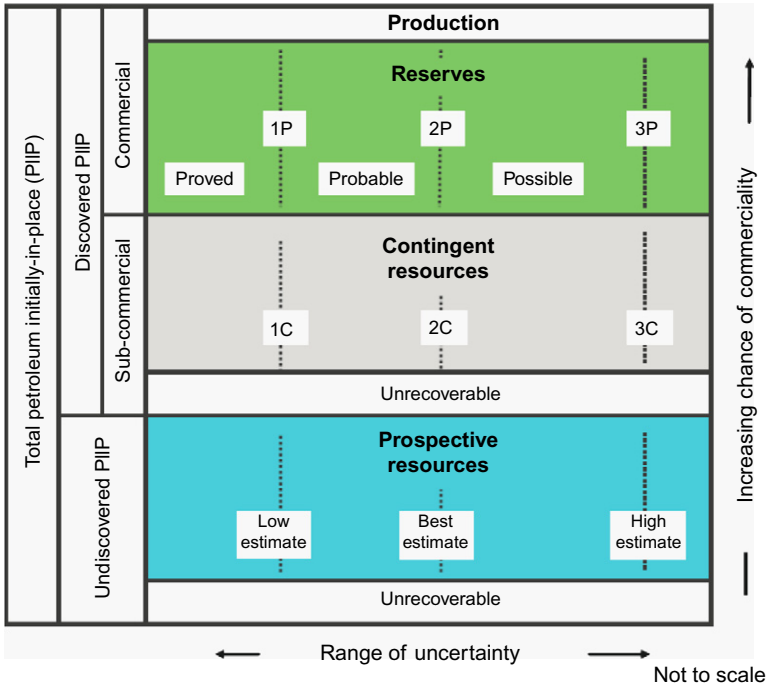 Production
Reserves
1P
2P
3P
Proved
Probable
Possible
Contingent
resources
1C
2C
3C
Unrecoverable
Prospective
resources
Low
estimate
Best
estimate
High
estimate
Unrecoverable
Total petroleum initially-in-place (PIIP)
Discovered PIIP
Undiscovered PIIP
Commercial
Sub-commercial
Increasing chance of commerciality
Range of uncertainty
Not to scale